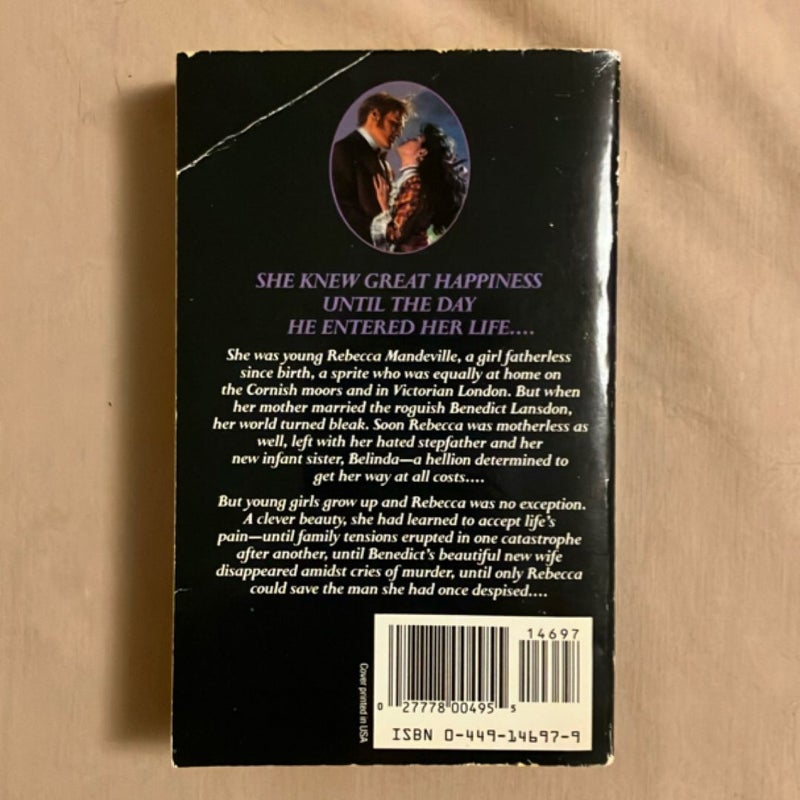 SHE KNEW GREAT HAPPINESS
UNTIL THE DAY
HE ENTERED HER LIFE....
She was young Rebecca Mandeville, a girl fatherless
since birth, a sprite who was equally at home on
the Cornish moors and in Victorian London. But when
her mother married the roguish Benedict Lansdon,
her world turned bleak. Soon Rebecca was motherless as
well, left with her hated stepfather and her
new infant sister, Belinda—a hellion determined to
get her way at all costs....
But young girls grow up and Rebecca was no exception.
A clever beauty, she had learned to accept life's
pain—until family tensions erupted in one catastrophe
after another, until Benedict's beautiful new wife
disappeared amidst cries of murder, until only Rebecca
could save the man she had once despised....
Cover printed in USA
14697
0 27778 00495 5
ISBN 0-449-14697-9